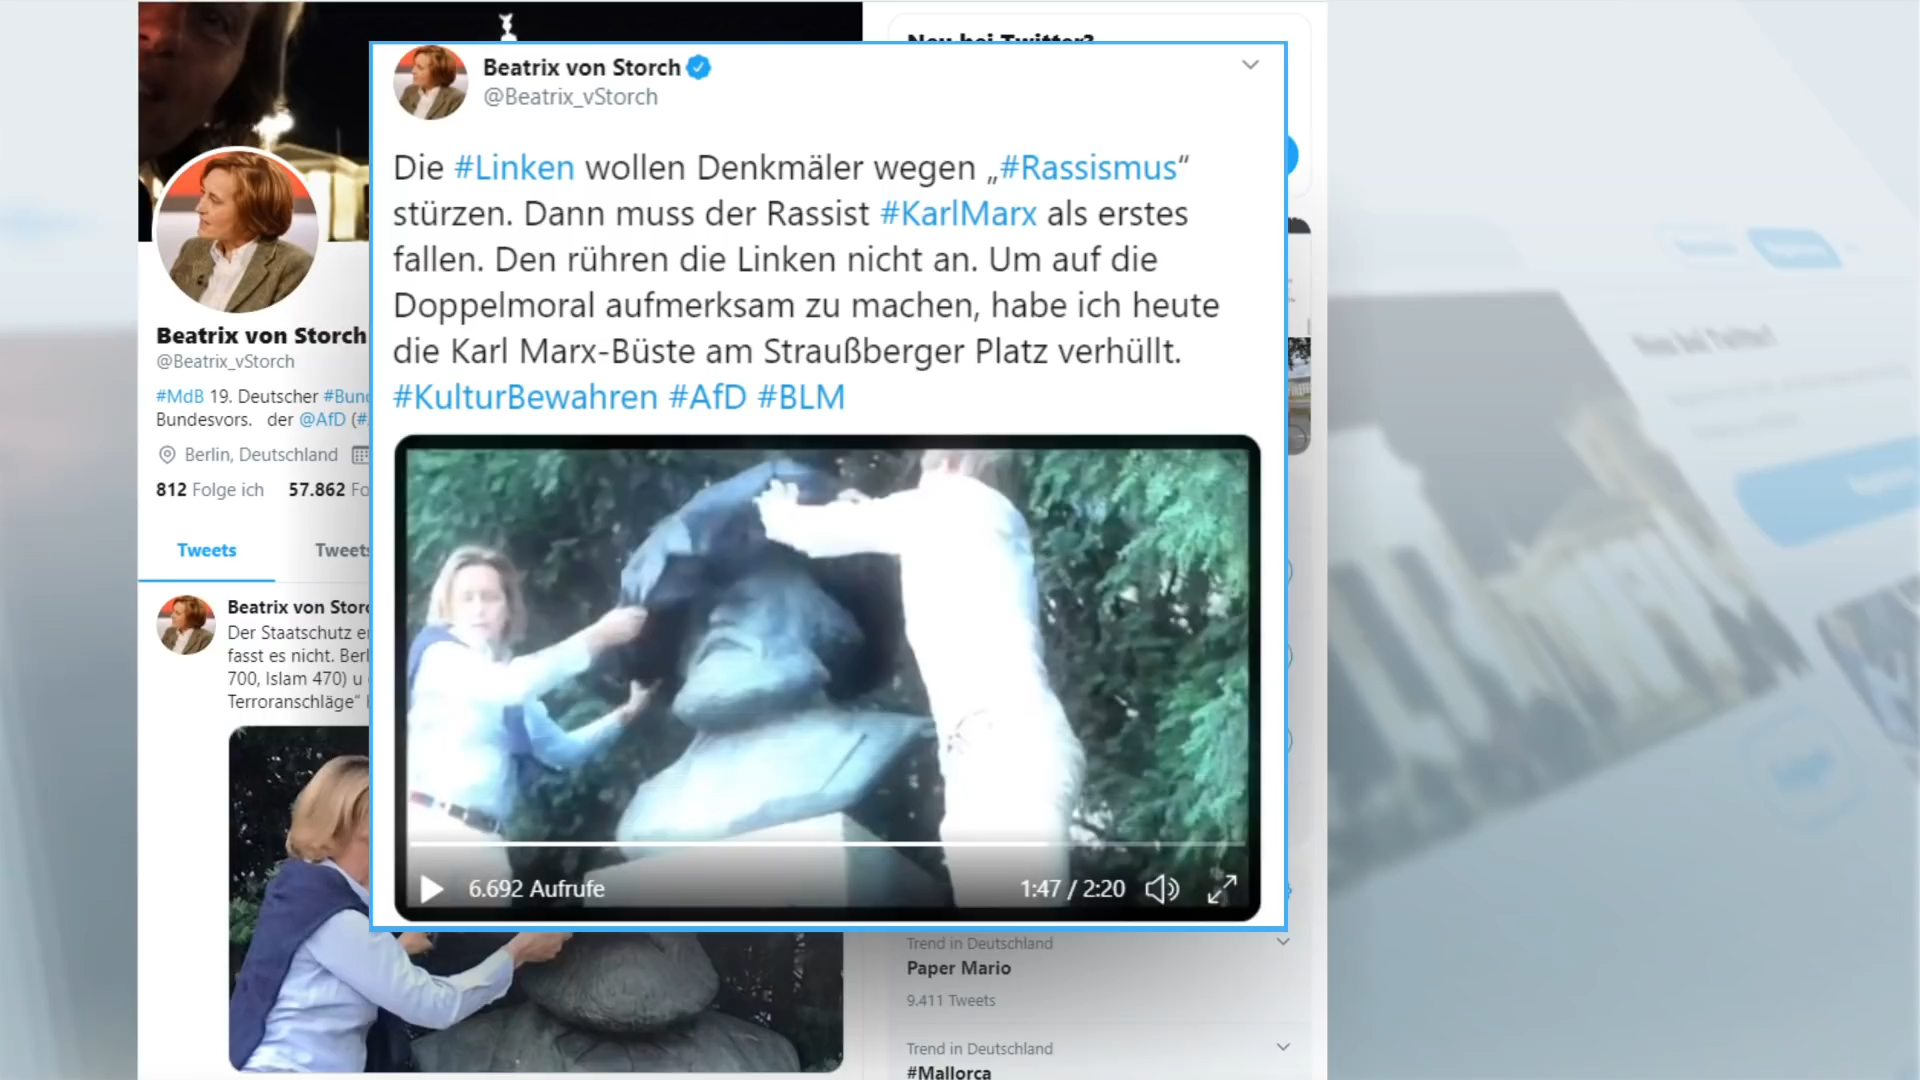 Neu bei Twitter?
Beatrix von Storch
@Beatrix_vStorch
Die #Linken wollen Denkmäler wegen „#Rassismus“
stürzen. Dann muss der Rassist #KarlMarx als erstes
fallen. Den rühren die Linken nicht an. Um auf die
Doppelmoral aufmerksam zu machen, habe ich heute
die Karl Marx-Büste am Straußberger Platz verhüllt.
#KulturBewahren #AfD #BLM
6.692 Aufrufe
1:47 / 2:20
Beatrix von Storch
@Beatrix_vStorch
#MdB 19. Deutscher
Bundesvors. der @AfD
Berlin, Deutschland
812 Folge ich 57.862
Tweets Tweets
Beatrix von
Der Staatschutz
fasst es nicht.
700, Islam 470) u
Terroranschläge“
Trend in Deutschland
Paper Mario
9.411 Tweets
Trend in Deutschland
#Mallorca